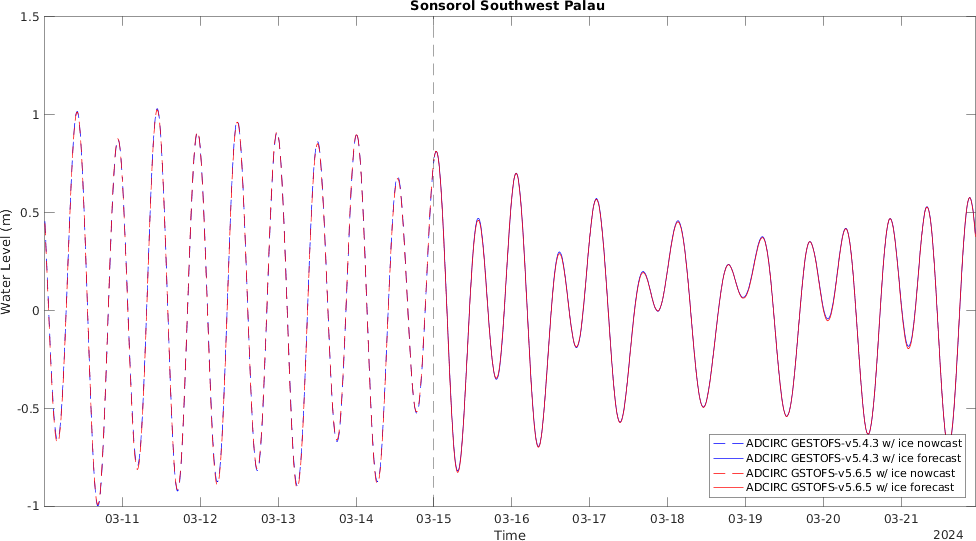 Sonsorol Southwest Palau
1.5
1
0.5
0
-0.5
-1
Water Level (m)
ADCIRC GESTOFS-v5.4.3 w/ ice nowcast
ADCIRC GESTOFS-v5.4.3 w/ ice forecast
ADCIRC GSTOFS-v5.6.5 w/ ice nowcast
ADCIRC GSTOFS-v5.6.5 w/ ice forecast
03-11 03-12 03-13 03-14 03-15 03-16 03-17 03-18 03-19 03-20 03-21
Time
2024